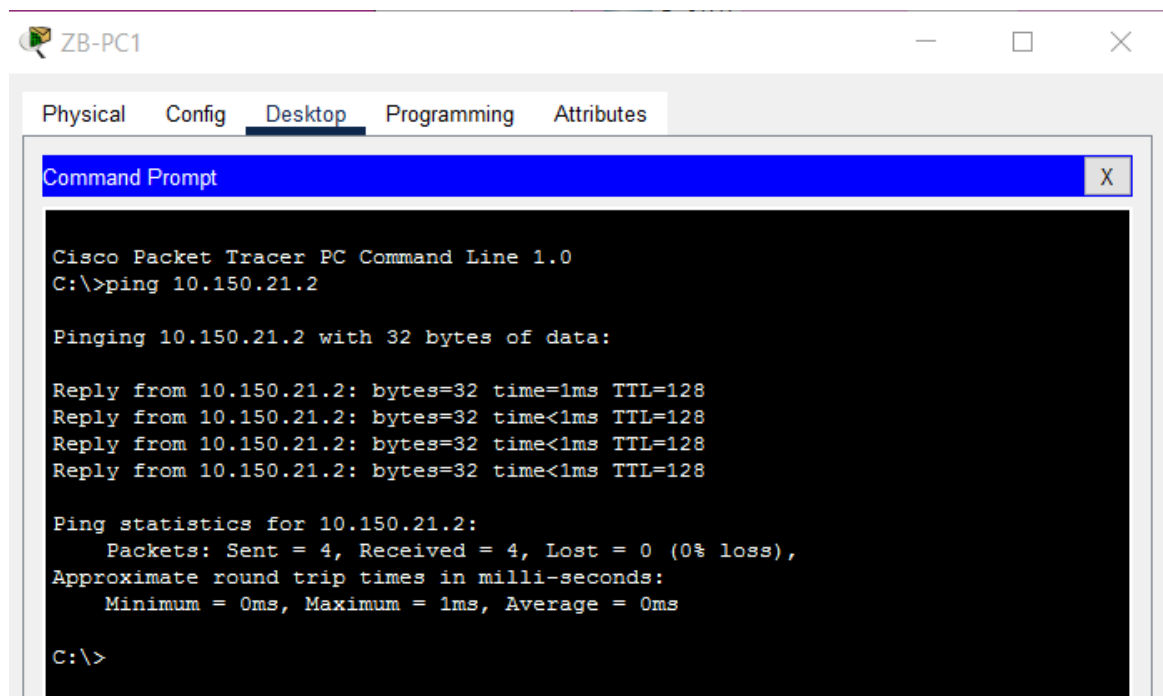 ZB-PC1
Physical Config Desktop Programming Attributes
Command Prompt X
Cisco Packet Tracer PC Command Line 1.0
C:\>ping 10.150.21.2
Pinging 10.150.21.2 with 32 bytes of data:
Reply from 10.150.21.2: bytes=32 time=1ms TTL=128
Reply from 10.150.21.2: bytes=32 time<1ms TTL=128
Reply from 10.150.21.2: bytes=32 time<1ms TTL=128
Reply from 10.150.21.2: bytes=32 time<1ms TTL=128
Ping statistics for 10.150.21.2:
Packets: Sent = 4, Received = 4, Lost = 0 (0% loss),
Approximate round trip times in milli-seconds:
Minimum = 0ms, Maximum = 1ms, Average = 0ms
C:\>